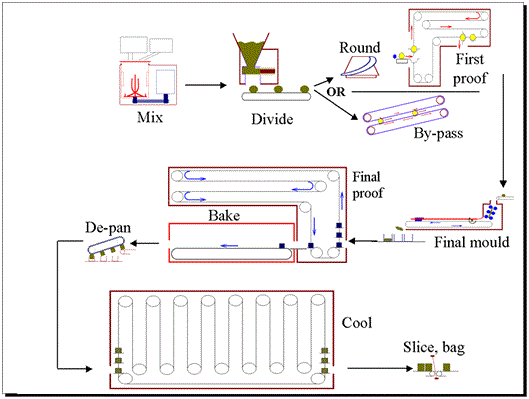 Mix
Divide
Round
OR
By-pass
First
proof
Final mould
Final
proof
Bake
De-pan
Cool
Slice, bag